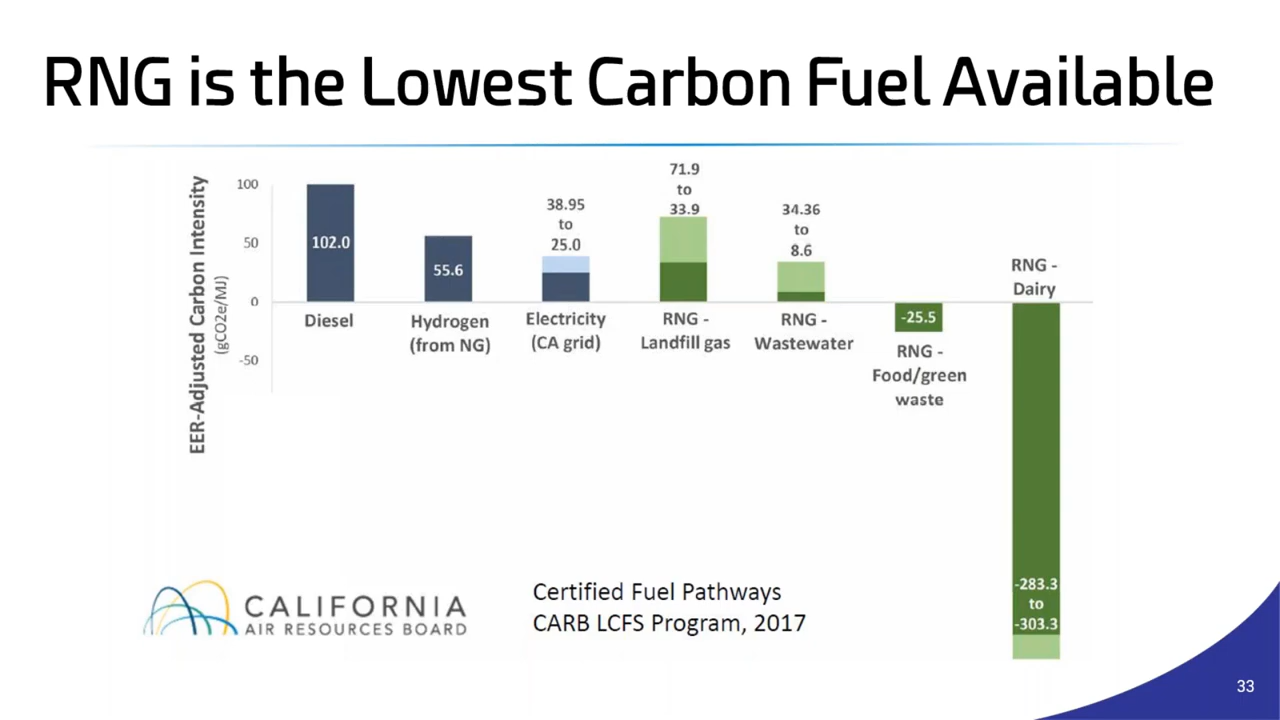 RNG is the Lowest Carbon Fuel Available
EER-Adjusted Carbon Intensity
(gCO2e/MJ)
100
50
0
-50
102.0
Diesel
55.6
Hydrogen
(from NG)
38.95
to
25.0
Electricity
(CA grid)
71.9
to
33.9
RNG -
Landfill gas
34.36
to
8.6
RNG -
Wastewater
-25.5
RNG -
Food/green
waste
RNG -
Dairy
-283.3
to
-303.3
CALIFORNIA
AIR RESOURCES BOARD
Certified Fuel Pathways
CARB LCFS Program, 2017
33